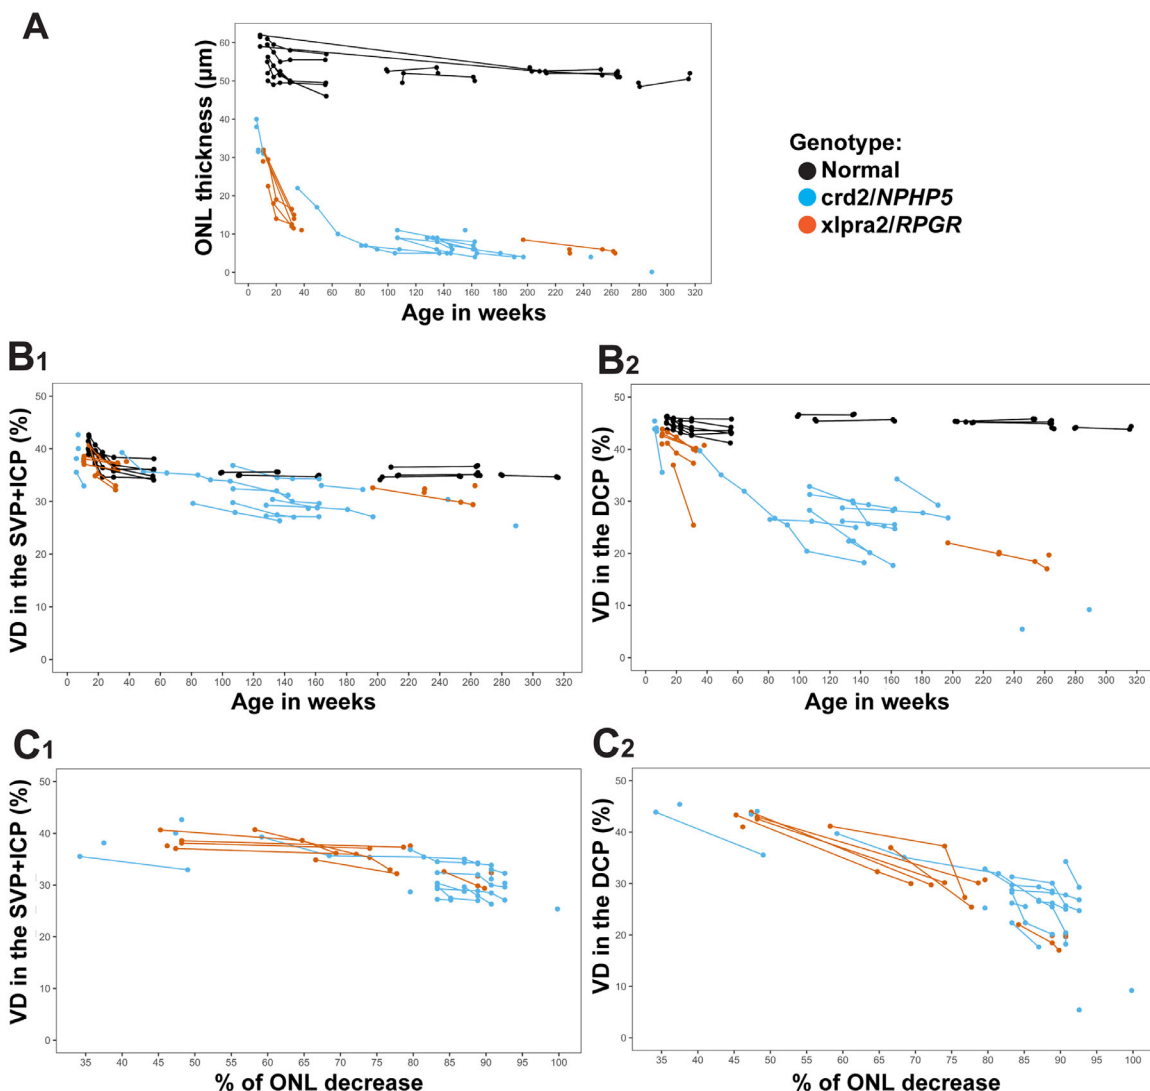 A
ONL thickness (µm)
60
50
40
30
20
10
0
0 20 40 60 80 100 120 140 160 180 200 220 240 260 280 300 320
Age in weeks
Genotype:
Normal
crd2/NPHP5
xlpra2/RPGR
B1
VD in the SVP+ICP (%)
50
40
30
20
10
0
0 20 40 60 80 100 120 140 160 180 200 220 240 260 280 300 320
Age in weeks
B2
VD in the DCP (%)
50
40
30
20
10
0
0 20 40 60 80 100 120 140 160 180 200 220 240 260 280 300 320
Age in weeks
C1
VD in the SVP+ICP (%)
50
40
30
20
10
0
35 40 45 50 55 60 65 70 75 80 85 90 95 100
% of ONL decrease
C2
VD in the DCP (%)
50
40
30
20
10
0
35 40 45 50 55 60 65 70 75 80 85 90 95 100
% of ONL decrease